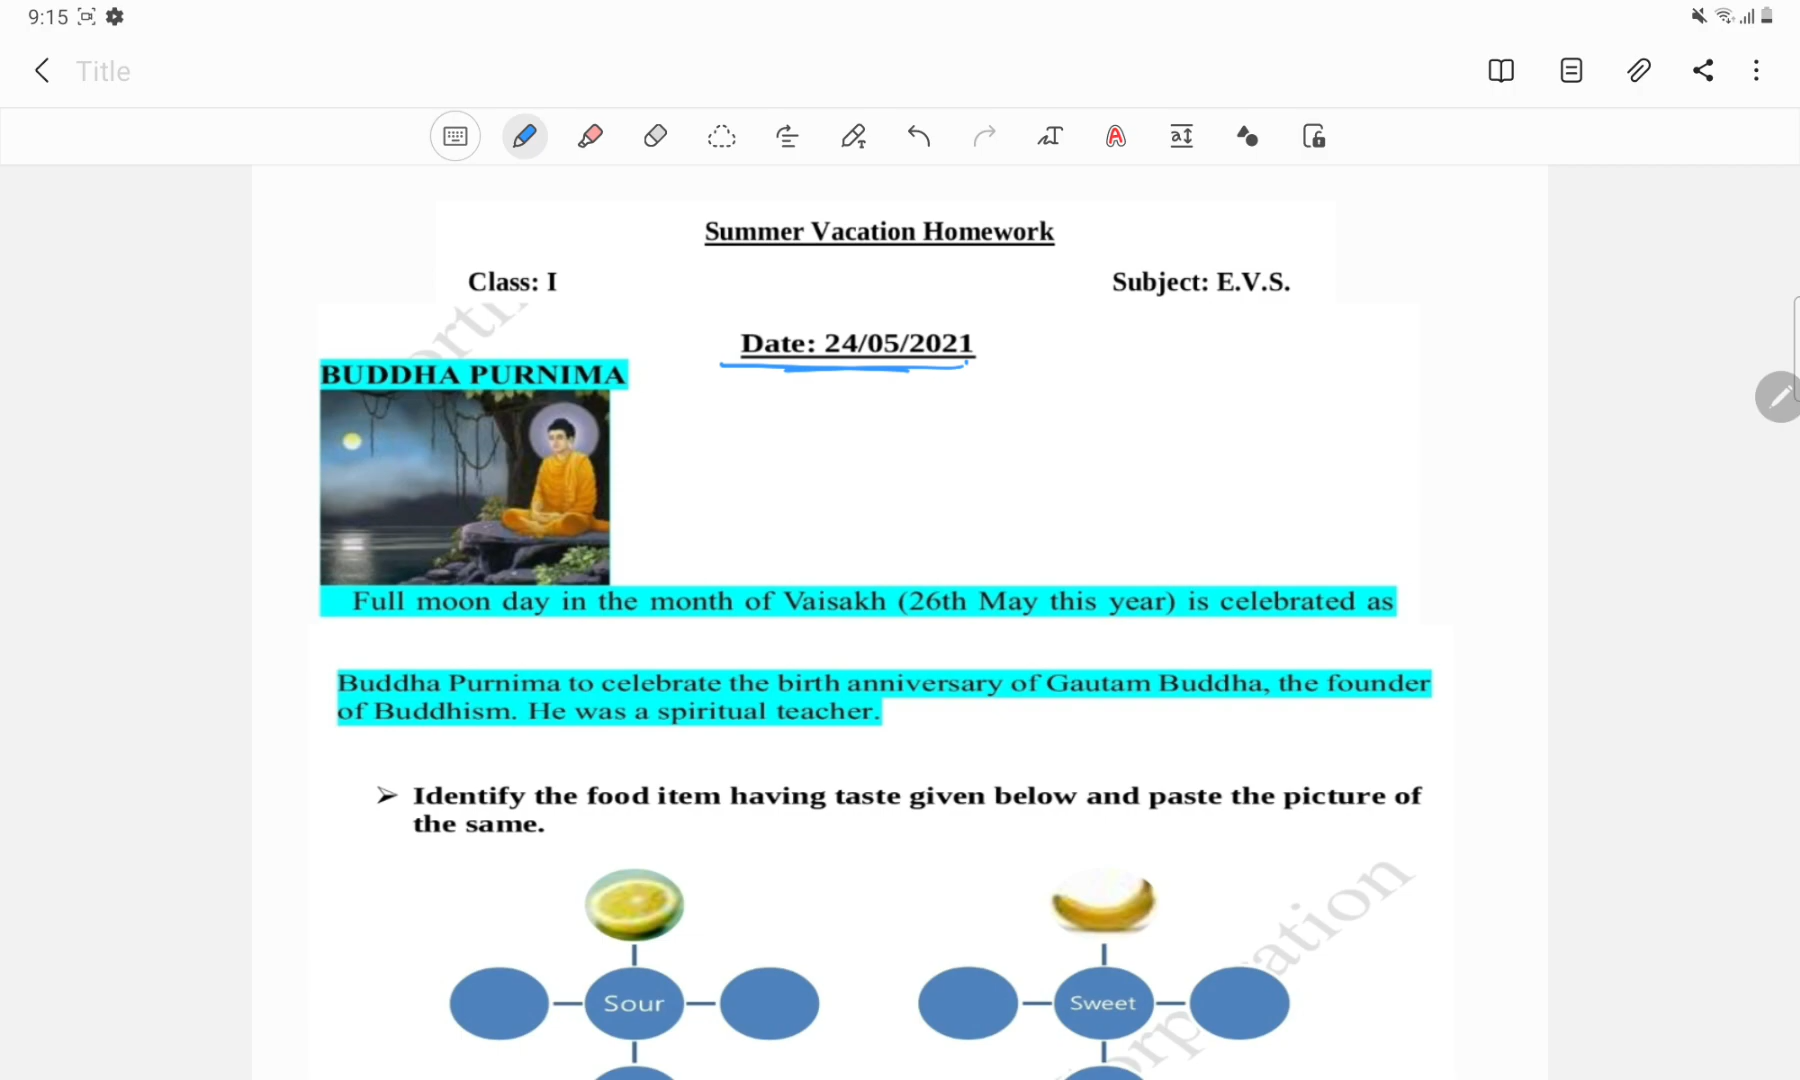 9:15
Title
Summer Vacation Homework
Class: I
Subject: E.V.S.
Date: 24/05/2021
BUDDHA PURNIMA
Full moon day in the month of Vaisakh (26th May this year) is celebrated as
Buddha Purnima to celebrate the birth anniversary of Gautam Buddha, the founder
of Buddhism. He was a spiritual teacher.
➢ Identify the food item having taste given below and paste the picture of
the same.
Sour
Sweet